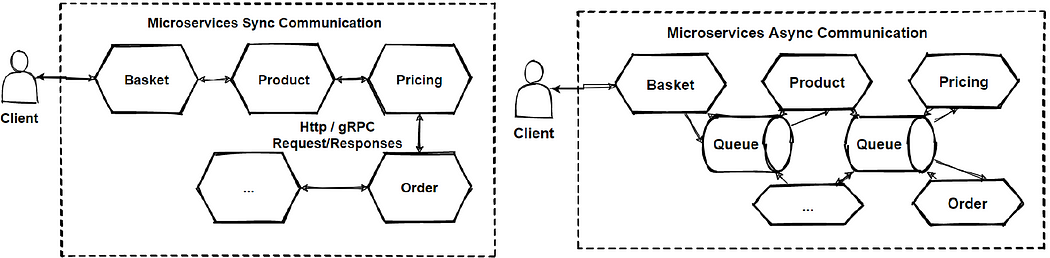 Microservices Sync Communication
Basket
Product
Pricing
Client
Http / gRPC
Request/Responses
...
Order
Microservices Async Communication
Basket
Product
Pricing
Client
Queue
Queue
...
Order